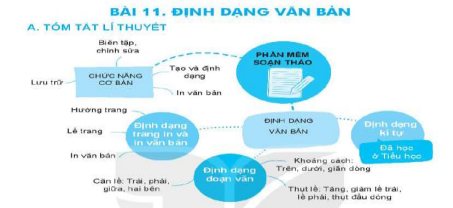 BÀI 11. ĐỊNH DẠNG VĂN BẢN
A. TÓM TẮT LÍ THUYẾT
Biên tập,
chỉnh sửa
Lưu trữ
CHỨC NĂNG
CƠ BẢN
Tạo và định
dạng
In văn bản
PHẦN MỀM
SOẠN THẢO
Hướng trang
Lề trang
In văn bản
Định dạng
trang in và
in văn bản
ĐỊNH DẠNG
VĂN BẢN
Định dạng
kí tự
Đã học
ở Tiểu học
Căn lề: Trái, phải,
giữa, hai bên
Định dạng
đoạn văn
Khoảng cách:
Trên, dưới, giãn dòng
Thụt lề: Tăng, giảm lề trái,
lề phải, thụt đầu dòng